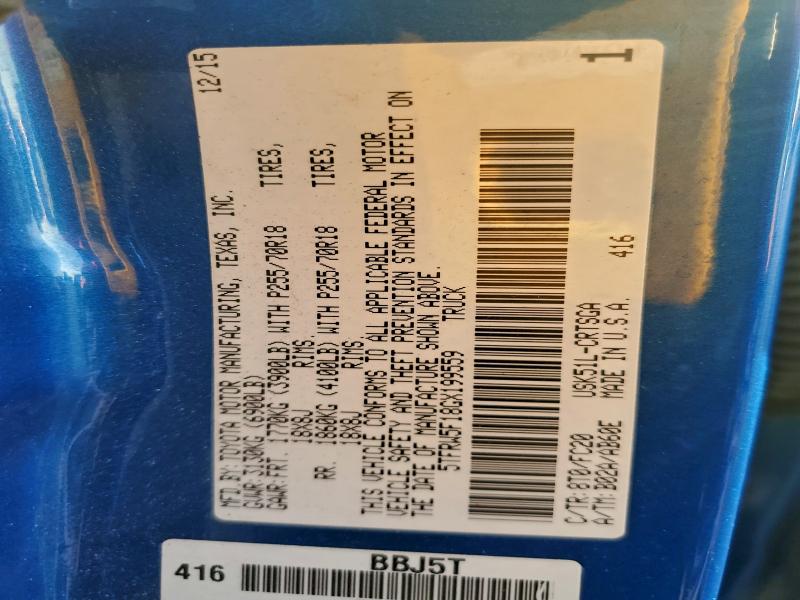 MFD.BY:TOYOTA MOTOR MANUFACTURING, TEXAS, INC. 12/15
GVWR: 3130KG (6900LB)
GAWR: FRT. 1770KG (3900LB) WITH P255/70R18 TIRES,
18X8J RIMS.
RR. 1860KG (4100LB) WITH P255/70R18 TIRES,
18X8J RIMS.
THIS VEHICLE CONFORMS TO ALL APPLICABLE FEDERAL MOTOR
VEHICLE SAFETY AND THEFT PREVENTION STANDARDS IN EFFECT ON
THE DATE OF MANUFACTURE SHOWN ABOVE.
5TFRW5F18GX199559 TRUCK
C/TR: 8T0/FC20 USK51L-CRTSGA 416
A/TM: B02A/AB60E MADE IN U.S.A. 1
BBJ5T
416